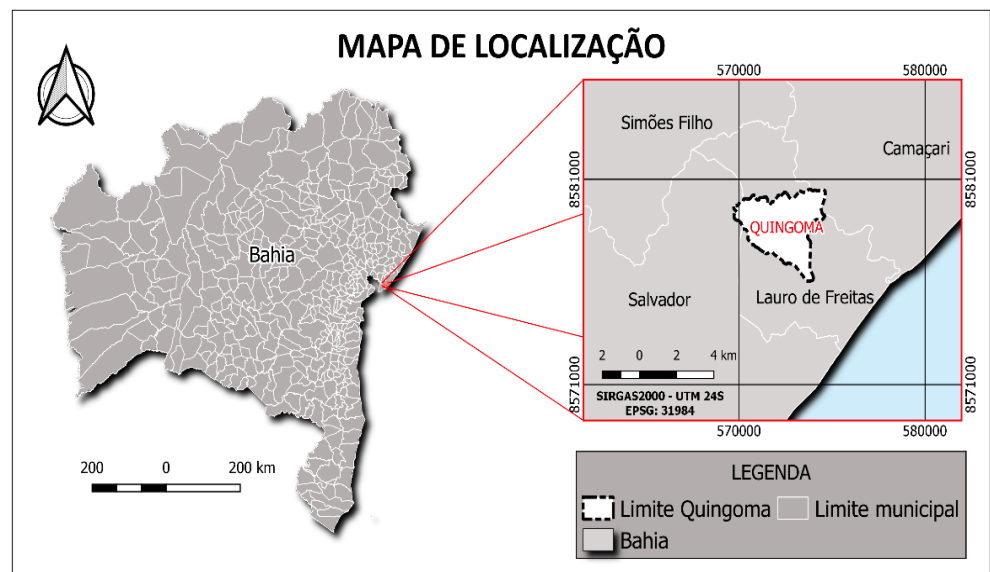 MAPA DE LOCALIZAÇÃO
Bahia
200 0 200 km
570000 580000
Simões Filho
Camaçari
8581000 8581000
QUINGOMA
Salvador
Lauro de Freitas
2 0 2 4 km
SIRGAS2000 - UTM 24S
EPSG: 31984
8571000 8571000
570000 580000
LEGENDA
Limite Quingoma Limite municipal
Bahia